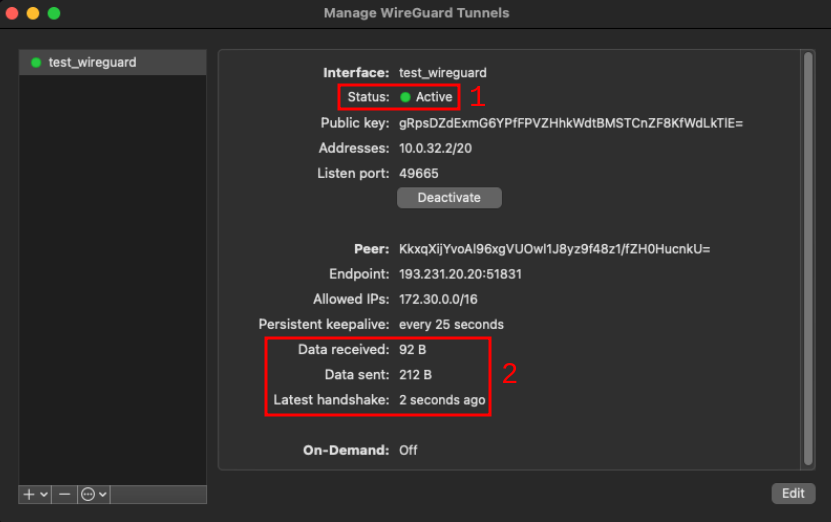 Manage WireGuard Tunnels
test_wireguard
Interface: test_wireguard
Status: Active 1
Public key: gRpsDZdExmG6YPfFPVZHhkWdtBMSTCnZF8KfWdLkTlE=
Addresses: 10.0.32.2/20
Listen port: 49665
Deactivate
Peer: KkxqXijYvoAl96xgVUOwl1J8yz9f48z1/fZH0HucnkU=
Endpoint: 193.231.20.20:51831
Allowed IPs: 172.30.0.0/16
Persistent keepalive: every 25 seconds
Data received: 92 B
Data sent: 212 B 2
Latest handshake: 2 seconds ago
On-Demand: Off
Edit